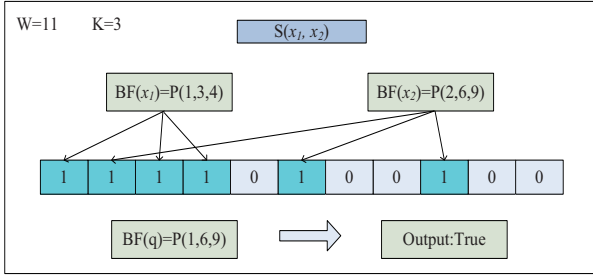 W=11 K=3
S(x₁, x₂)
BF(x₁)=P(1,3,4) BF(x₂)=P(2,6,9)
1 1 1 1 0 1 0 0 1 0 0
BF(q)=P(1,6,9) Output:True